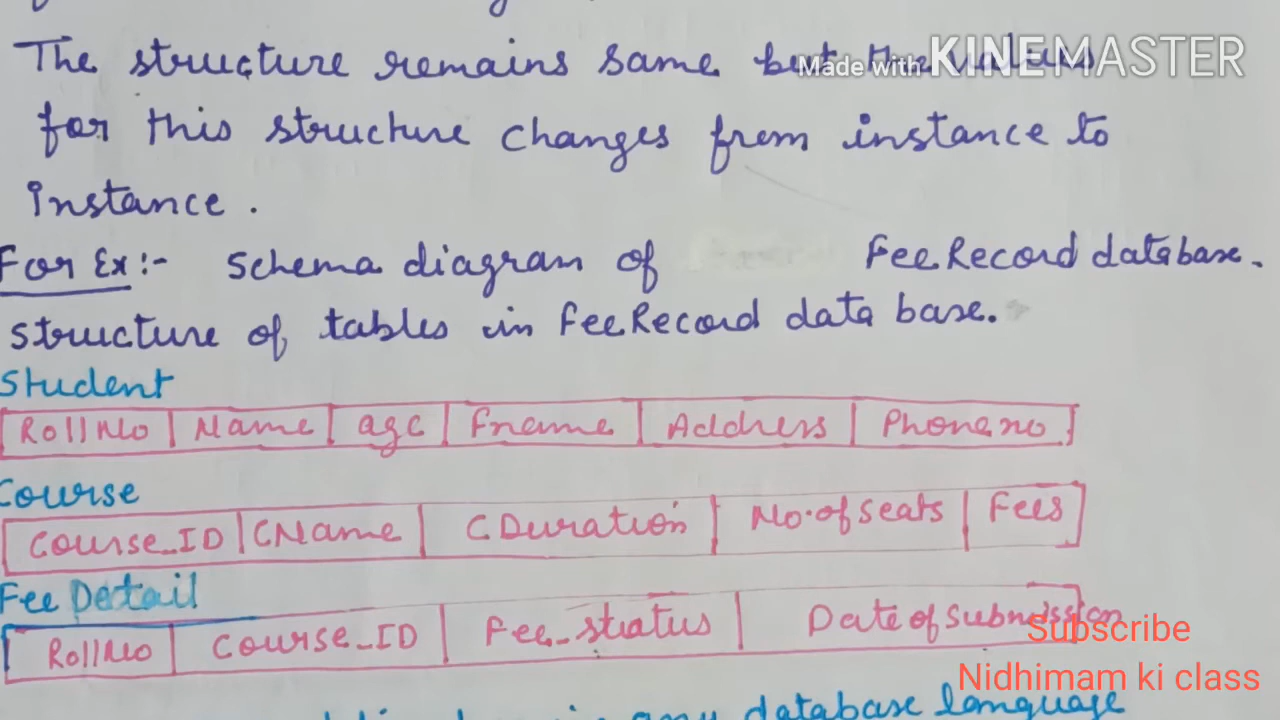 The structure remains same but the values
Made with KINEMASTER
for this structure changes from instance to
instance.
For Ex:- Schema diagram of FeeRecord database.
structure of tables in FeeRecord data base.
Student
RollNo Name age Fname Address Phone no
Course
Course_ID CName CDuration No.of seats Fees
Fee Detail
RollNo Course_ID Fee_status Date of submission
Subscribe
Nidhimam ki class
in any database language